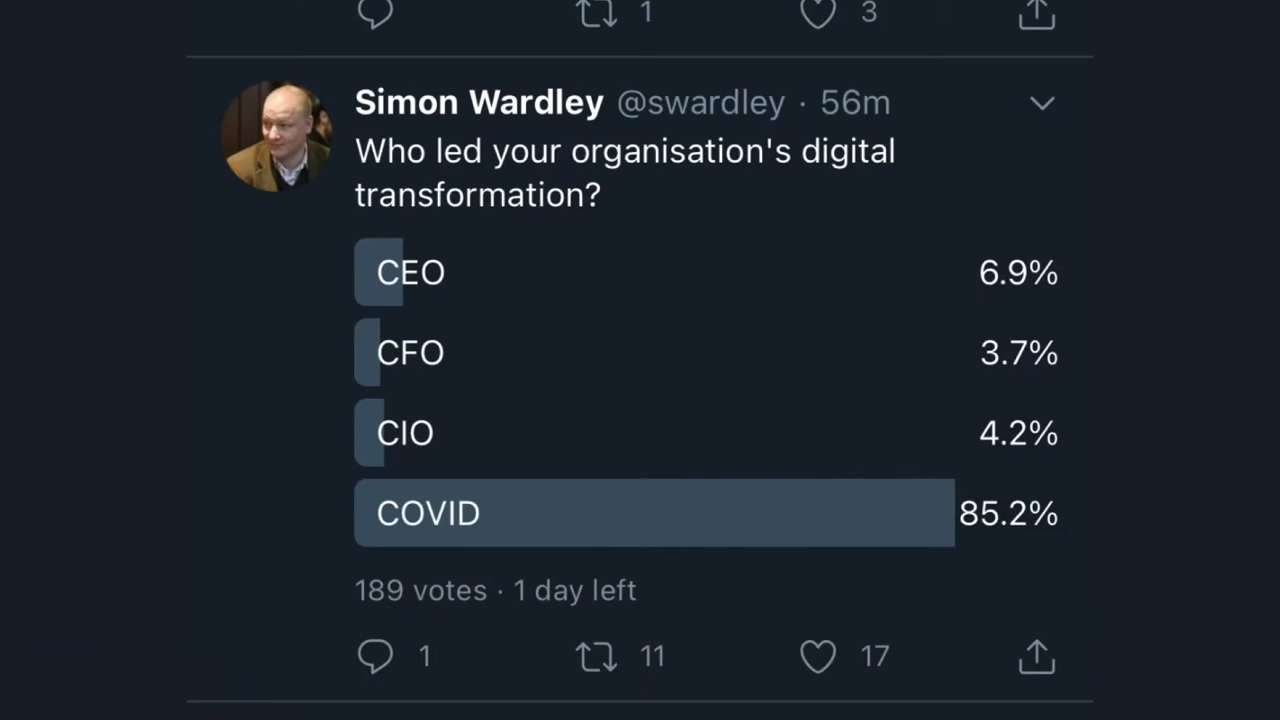 1 3
Simon Wardley @swardley · 56m
Who led your organisation's digital
transformation?
CEO 6.9%
CFO 3.7%
CIO 4.2%
COVID 85.2%
189 votes · 1 day left
1 11 17